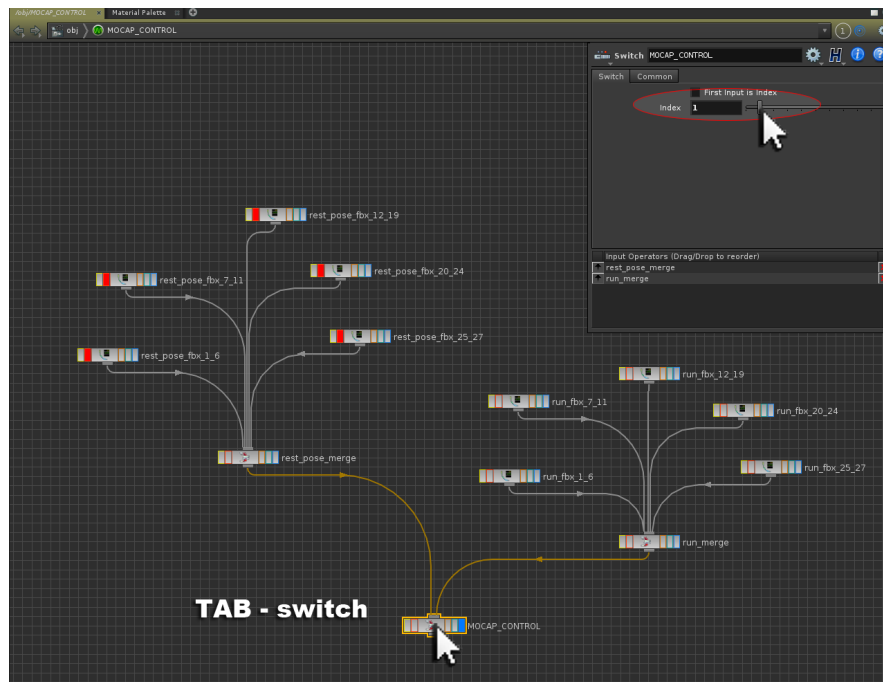 /obj/MOCAP_CONTROL × Material Palette
obj MOCAP_CONTROL 1
Switch MOCAP_CONTROL
Switch Common
First Input is Index
Index 1
Input Operators (Drag/Drop to reorder)
rest_pose_merge
run_merge
rest_pose_fbx_12_19
rest_pose_fbx_7_11
rest_pose_fbx_20_24
rest_pose_fbx_25_27
rest_pose_fbx_1_6
rest_pose_merge
run_fbx_12_19
run_fbx_7_11
run_fbx_20_24
run_fbx_25_27
run_fbx_1_6
run_merge
TAB - switch
MOCAP_CONTROL